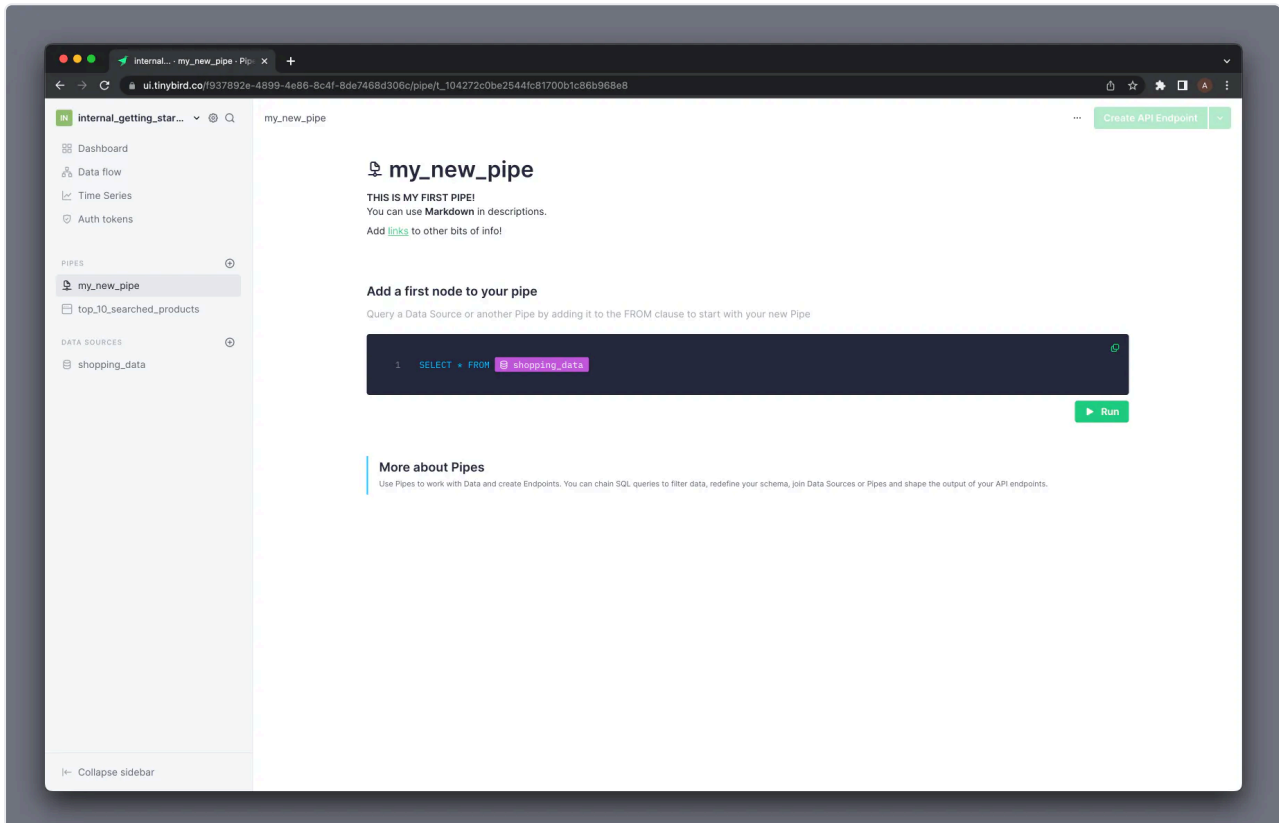 internal... · my_new_pipe · Pip
ui.tinybird.co/f937892e-4899-4e86-8c4f-8de7468d306c/pipe/t_104272c0be2544fc81700b1c86b968e8
A
IN internal_getting_star...
my_new_pipe
... Create API Endpoint
Dashboard
Data flow
Time Series
Auth tokens
PIPES
my_new_pipe
top_10_searched_products
DATA SOURCES
shopping_data
Collapse sidebar
my_new_pipe
THIS IS MY FIRST PIPE!
You can use Markdown in descriptions.
Add links to other bits of info!
Add a first node to your pipe
Query a Data Source or another Pipe by adding it to the FROM clause to start with your new Pipe
1 SELECT * FROM shopping_data
Run
More about Pipes
Use Pipes to work with Data and create Endpoints. You can chain SQL queries to filter data, redefine your schema, join Data Sources or Pipes and shape the output of your API endpoints.